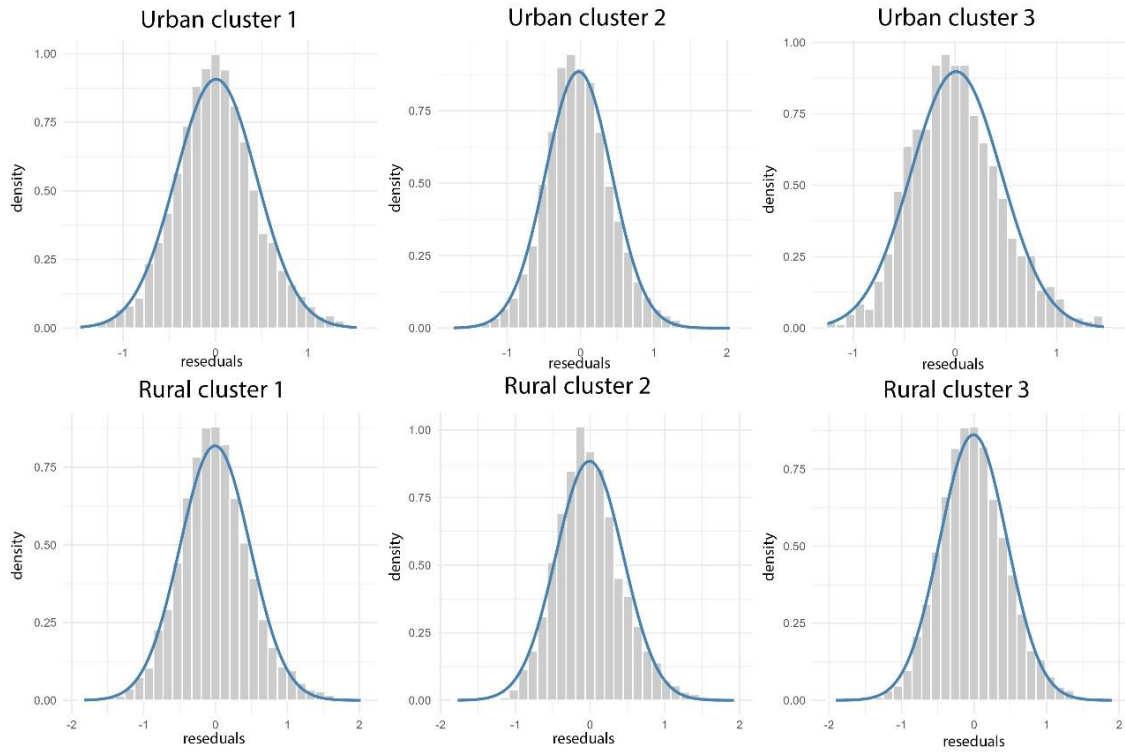 Urban cluster 1
Urban cluster 2
Urban cluster 3
1.00
0.75
0.50
0.25
0.00
density
-1
0
1
reseduals
0.75
0.50
0.25
0.00
density
-1
0
1
2
reseduals
1.00
0.75
0.50
0.25
0.00
density
-1
0
1
reseduals
Rural cluster 1
Rural cluster 2
Rural cluster 3
0.75
0.50
0.25
0.00
density
-2
-1
0
1
2
reseduals
1.00
0.75
0.50
0.25
0.00
density
-2
-1
0
1
2
reseduals
0.75
0.50
0.25
0.00
density
-2
-1
0
1
2
reseduals